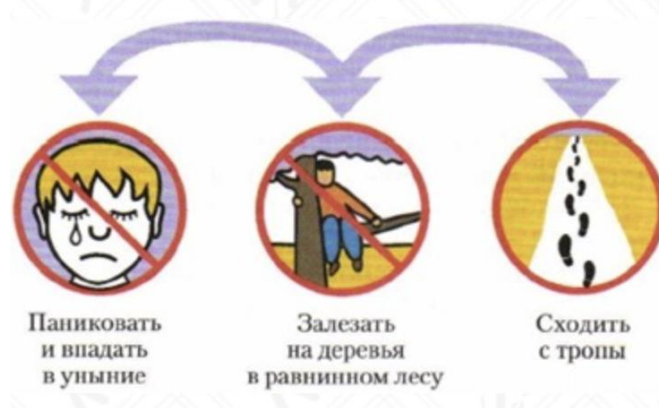 Паниковать
и впадать
в уныние
Залезать
на деревья
в равнинном лесу
Сходить
с тропы